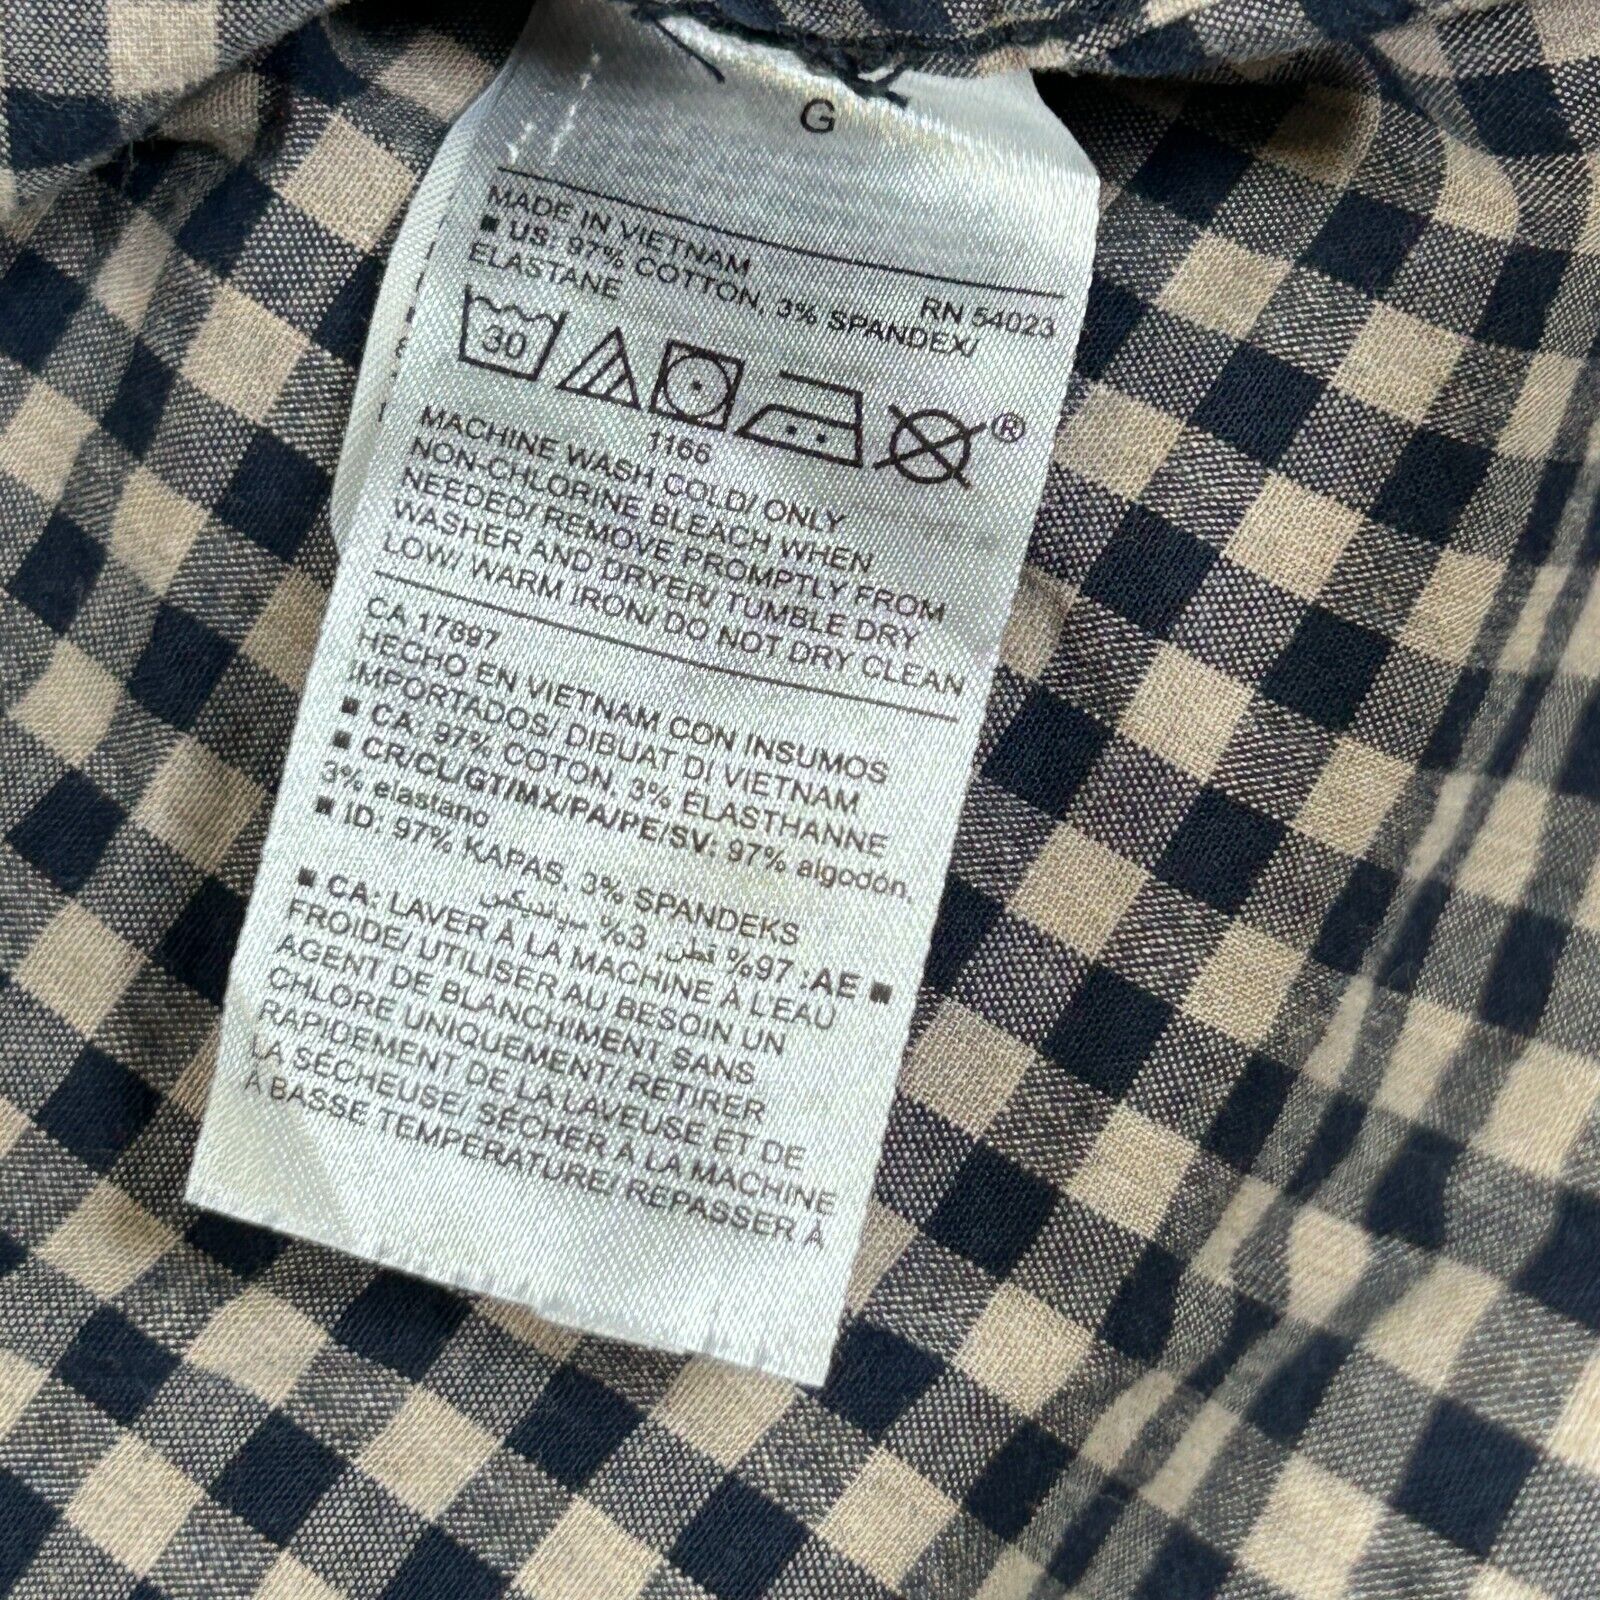 G
MADE IN VIETNAM
RN 54023
■ US: 97% COTTON, 3% SPANDEX/
ELASTANE
30
®
1166
MACHINE WASH COLD/ ONLY
NON-CHLORINE BLEACH WHEN
NEEDED/ REMOVE PROMPTLY FROM
WASHER AND DRYER/ TUMBLE DRY
LOW/ WARM IRON/ DO NOT DRY CLEAN
CA 17897
HECHO EN VIETNAM CON INSUMOS
IMPORTADOS/ DIBUAT DI VIETNAM
■ CA: 97% COTON, 3% ELASTHANNE
■ CR/CL/GT/MX/PA/PE/SV: 97% algodón,
3% elastano
■ ID: 97% KAPAS, 3% SPANDEKS
■ AE: 97% قطن, 3% سبانديكس
■ CA: LAVER À LA MACHINE À L'EAU
FROIDE/ UTILISER AU BESOIN UN
AGENT DE BLANCHIMENT SANS
CHLORE UNIQUEMENT/ RETIRER
RAPIDEMENT DE LA LAVEUSE ET DE
LA SÉCHEUSE/ SÉCHER À LA MACHINE
À BASSE TEMPÉRATURE/ REPASSER À